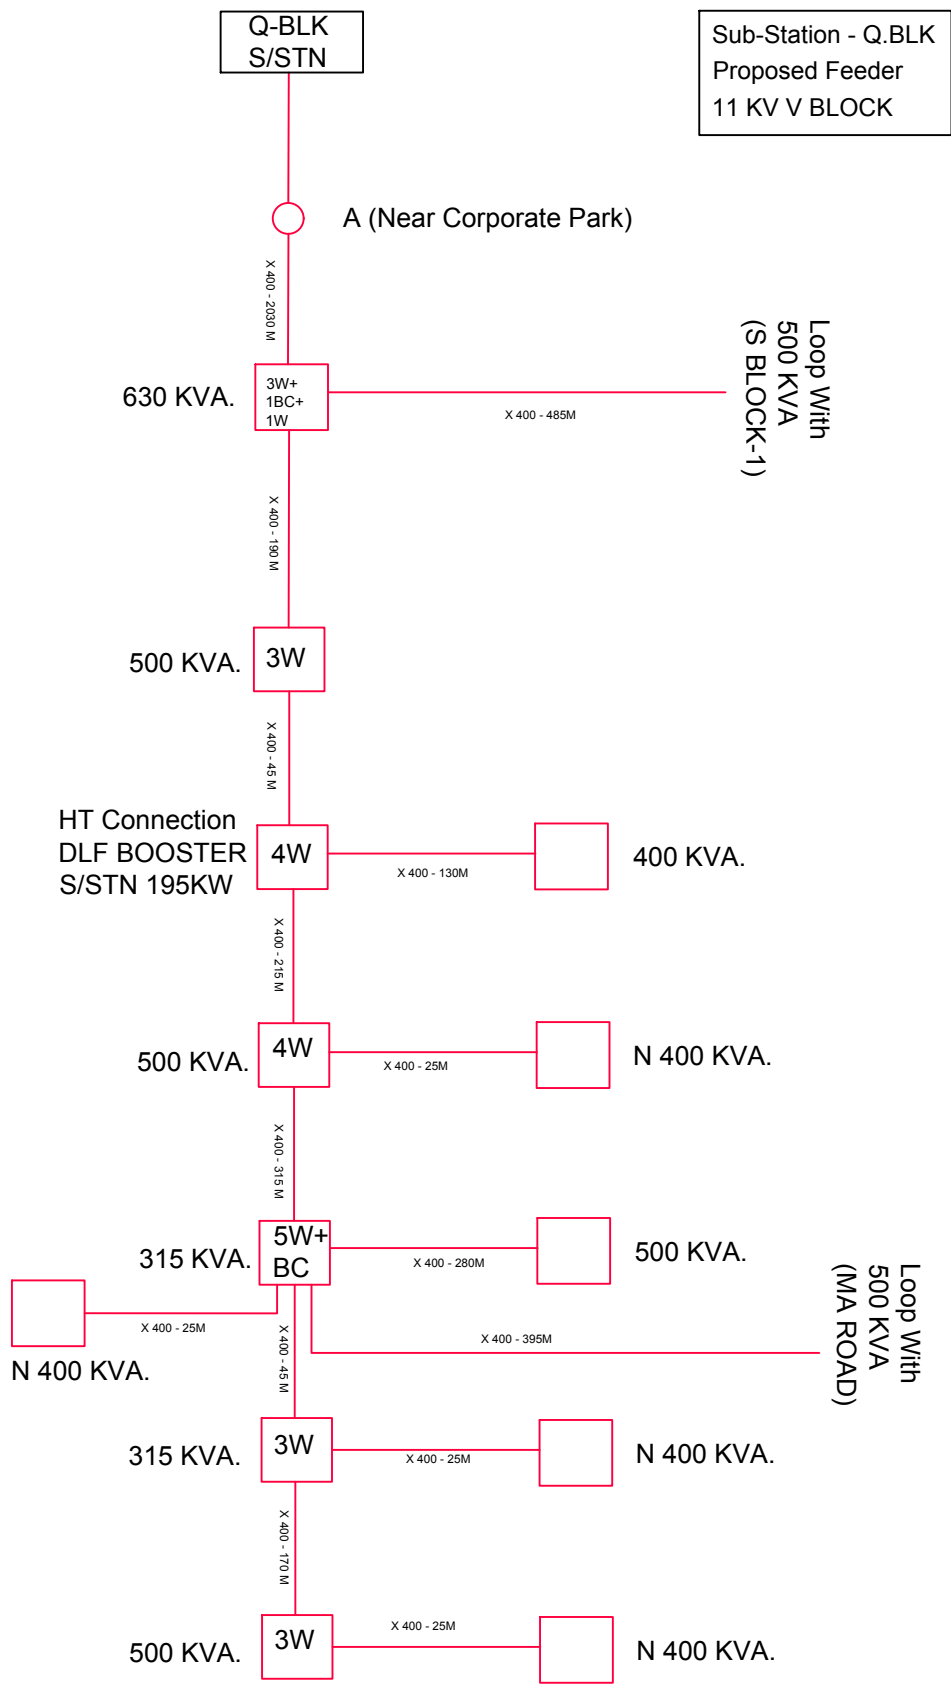 Q-BLK
S/STN
Sub-Station - Q.BLK
Proposed Feeder
11 KV V BLOCK
A (Near Corporate Park)
X 400 - 2030 M
630 KVA.
3W+
1BC+
1W
X 400 - 485M
Loop With
500 KVA
(S BLOCK-1)
X 400 - 190 M
500 KVA.
3W
X 400 - 45 M
HT Connection
DLF BOOSTER
S/STN 195KW
4W
X 400 - 130M
400 KVA.
X 400 - 215 M
500 KVA.
4W
X 400 - 25M
N 400 KVA.
X 400 - 315 M
315 KVA.
5W+
BC
X 400 - 280M
500 KVA.
X 400 - 25M
N 400 KVA.
X 400 - 395M
Loop With
500 KVA
(MA ROAD)
X 400 - 45 M
315 KVA.
3W
X 400 - 25M
N 400 KVA.
X 400 - 170 M
500 KVA.
3W
X 400 - 25M
N 400 KVA.